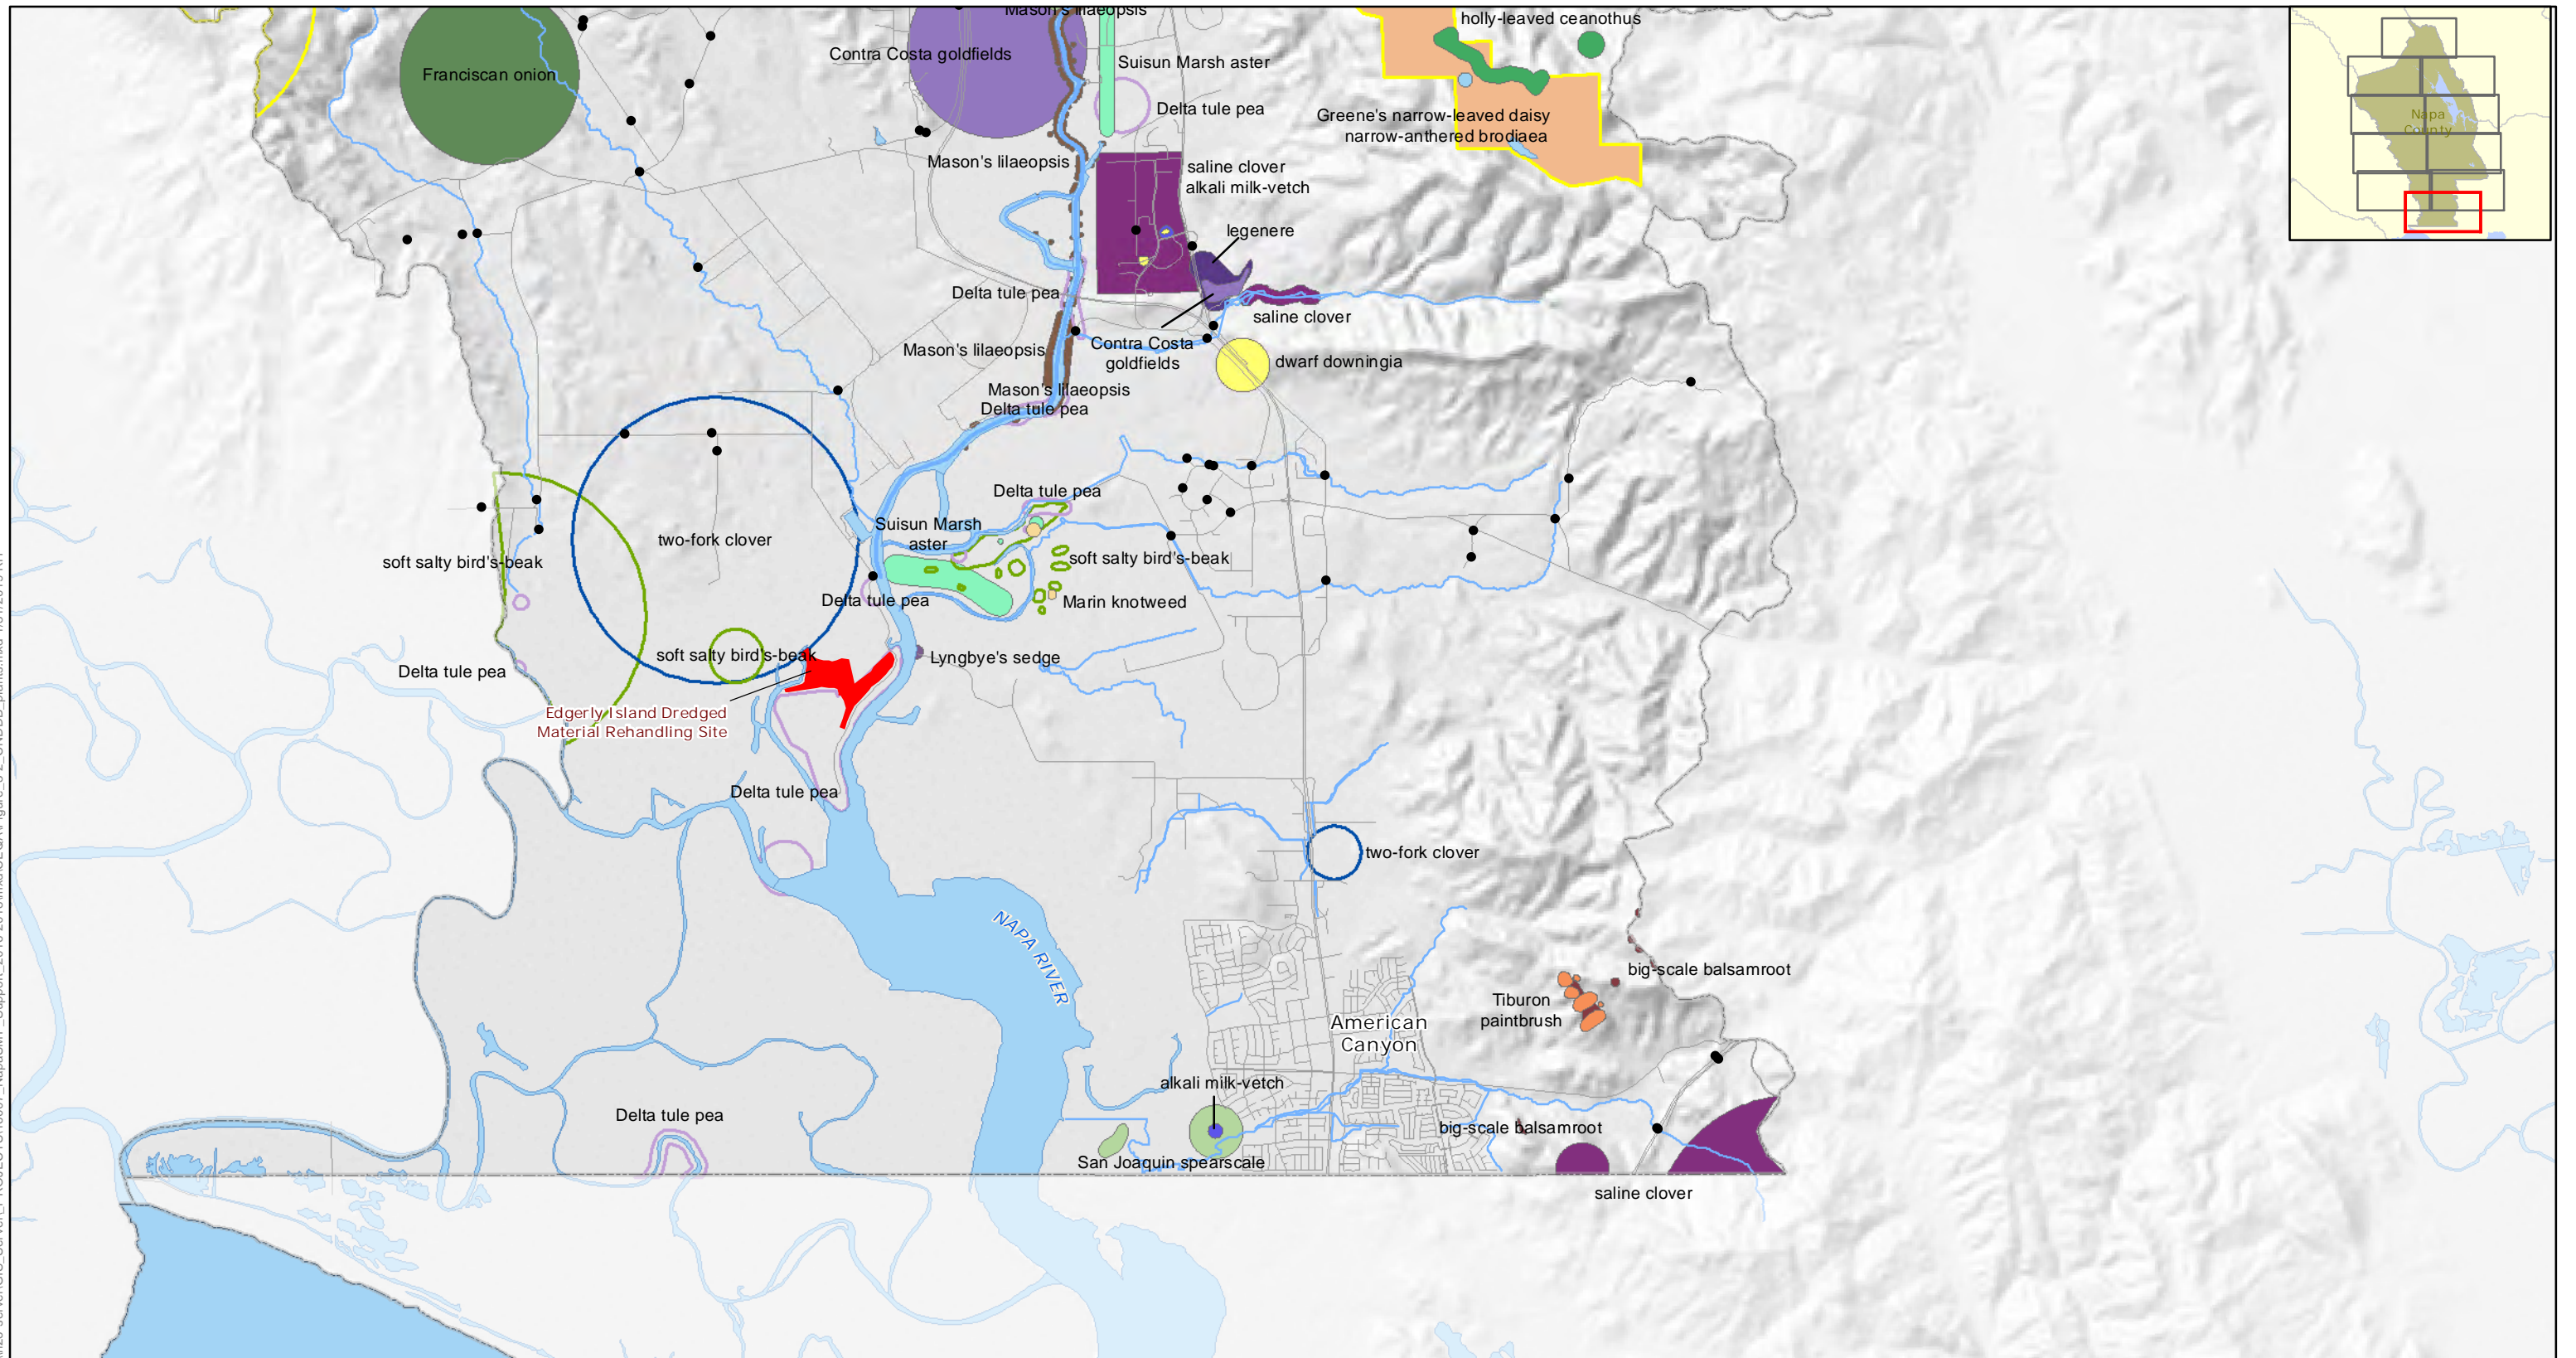 Mason's lilaeopsis
holly-leaved ceanothus
Contra Costa goldfields
Suisun Marsh aster
Franciscan onion
Delta tule pea
Greene's narrow-leaved daisy
narrow-anthered brodiaea
Napa
County
Mason's lilaeopsis
saline clover
alkali milk-vetch
legenere
Delta tule pea
saline clover
Mason's lilaeopsis
Contra Costa
goldfields
dwarf downingia
Mason's lilaeopsis
Delta tule pea
Delta tule pea
Suisun Marsh
aster
two-fork clover
soft salty bird's-beak
soft salty bird's-beak
Delta tule pea
Marin knotweed
soft salty bird's-beak
Lyngbye's sedge
Delta tule pea
Edgerly Island Dredged
Material Rehandling Site
Delta tule pea
two-fork clover
NAPA RIVER
big-scale balsamroot
Tiburon
paintbrush
American
Canyon
alkali milk-vetch
Delta tule pea
big-scale balsamroot
San Joaquin spearscale
saline clover